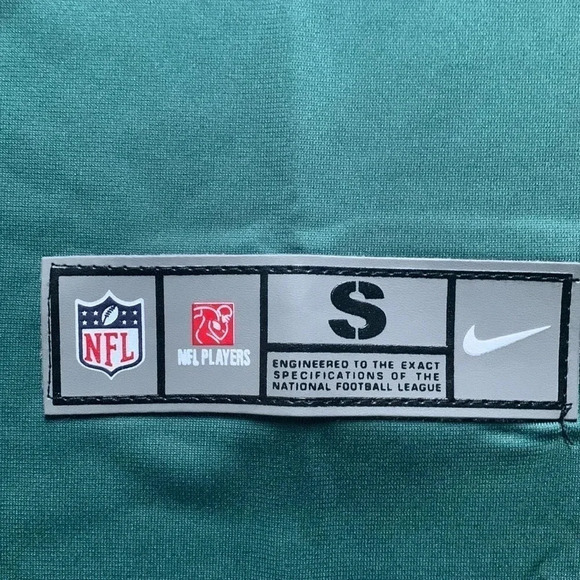 NFL
NFL PLAYERS
S
ENGINEERED TO THE EXACT
SPECIFICATIONS OF THE
NATIONAL FOOTBALL LEAGUE